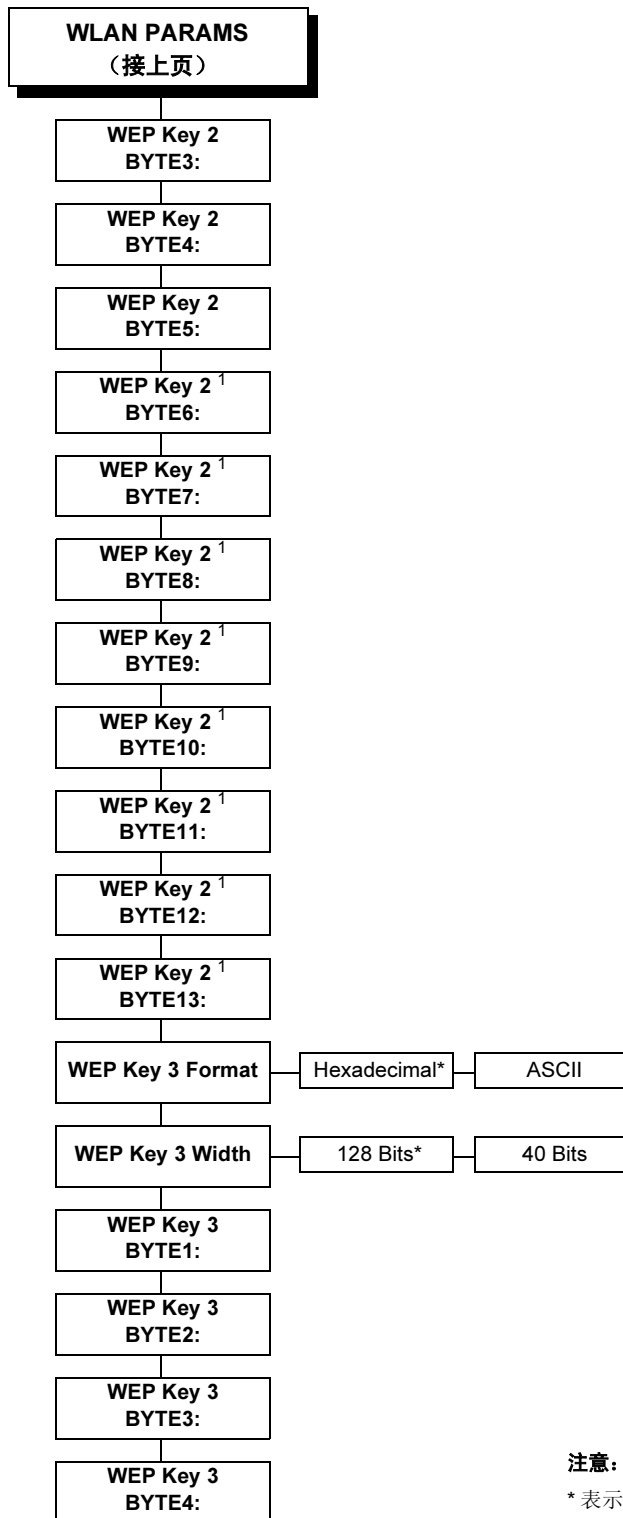 WLAN PARAMS
（接上页）
WEP Key 2
BYTE3:
WEP Key 2
BYTE4:
WEP Key 2
BYTE5:
WEP Key 2 1
BYTE6:
WEP Key 2 1
BYTE7:
WEP Key 2 1
BYTE8:
WEP Key 2 1
BYTE9:
WEP Key 2 1
BYTE10:
WEP Key 2 1
BYTE11:
WEP Key 2 1
BYTE12:
WEP Key 2 1
BYTE13:
WEP Key 3 Format Hexadecimal* ASCII
WEP Key 3 Width 128 Bits* 40 Bits
WEP Key 3
BYTE1:
WEP Key 3
BYTE2:
WEP Key 3
BYTE3:
WEP Key 3
BYTE4:
注意：
* 表示